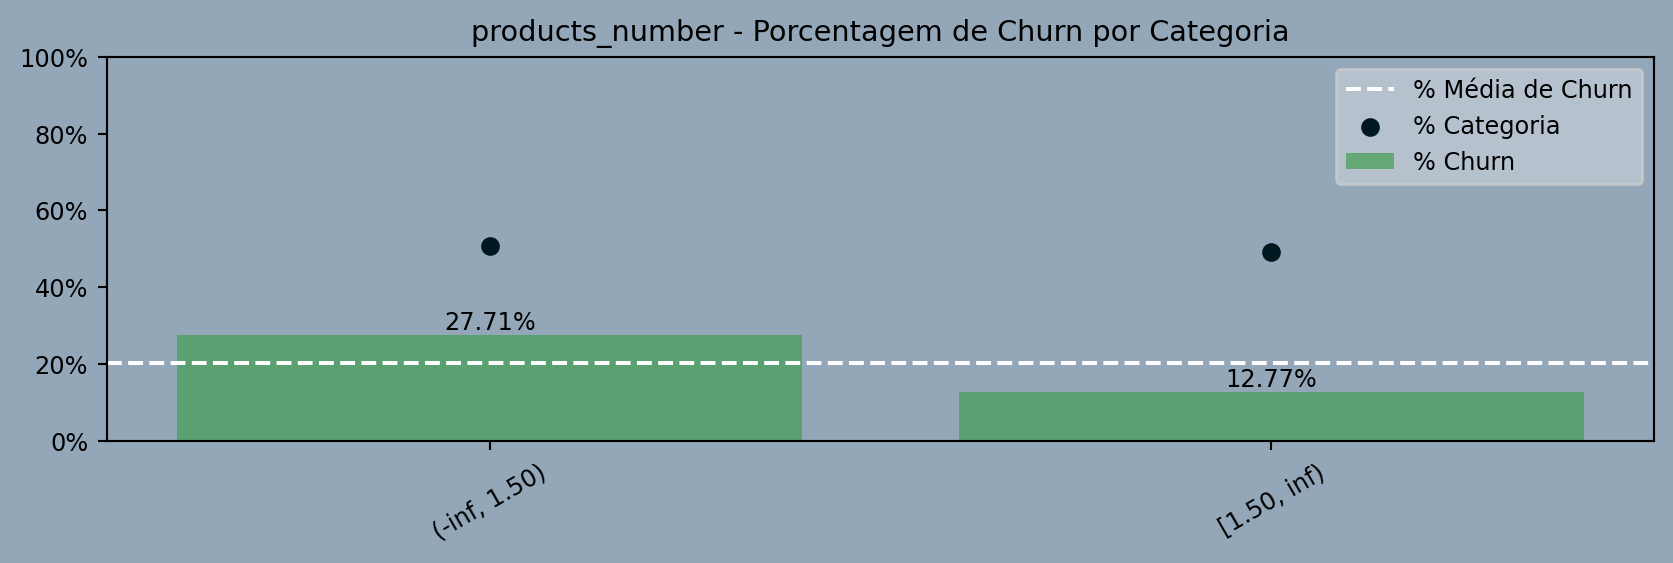 products_number - Porcentagem de Churn por Categoria
100%
80%
60%
40%
20%
0%
% Média de Churn
% Categoria
% Churn
27.71%
12.77%
(-inf, 1.50)
[1.50, inf)